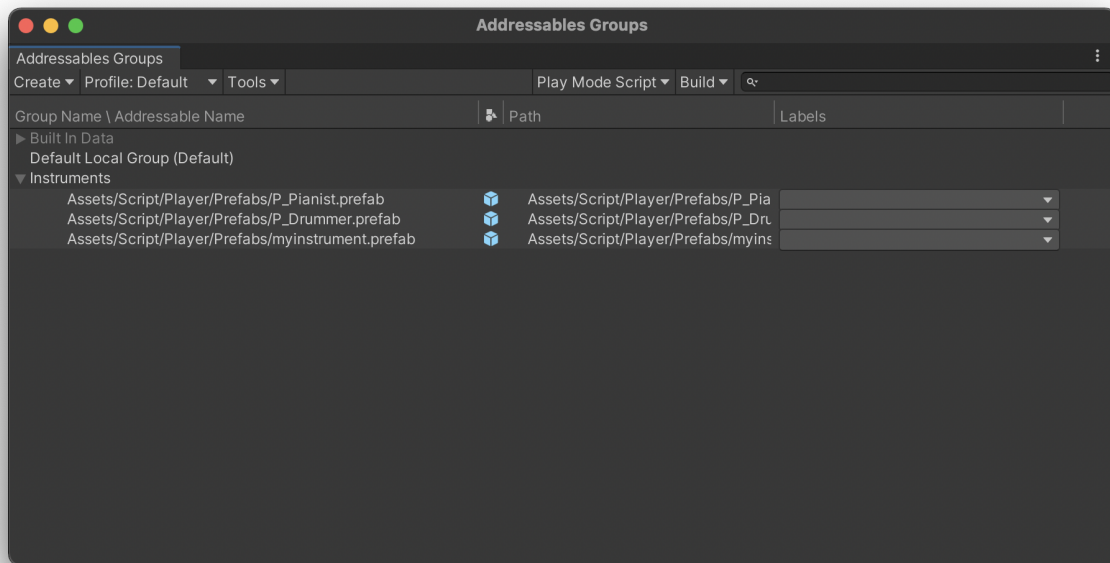 Addressables Groups
Addressables Groups
Create Profile: Default Tools Play Mode Script Build
Group Name \ Addressable Name Path Labels
Built In Data
Default Local Group (Default)
Instruments
Assets/Script/Player/Prefabs/P_Pianist.prefab Assets/Script/Player/Prefabs/P_Pia
Assets/Script/Player/Prefabs/P_Drummer.prefab Assets/Script/Player/Prefabs/P_Dru
Assets/Script/Player/Prefabs/myinstrument.prefab Assets/Script/Player/Prefabs/myins